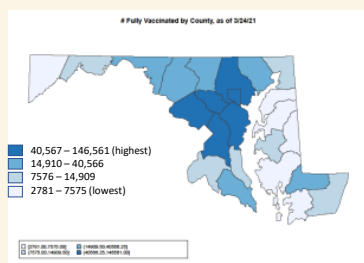 # Fully Vaccinated by County, as of 3/24/21
40,567 – 146,561 (highest)
14,910 – 40,566
7576 – 14,909
2781 – 7575 (lowest)